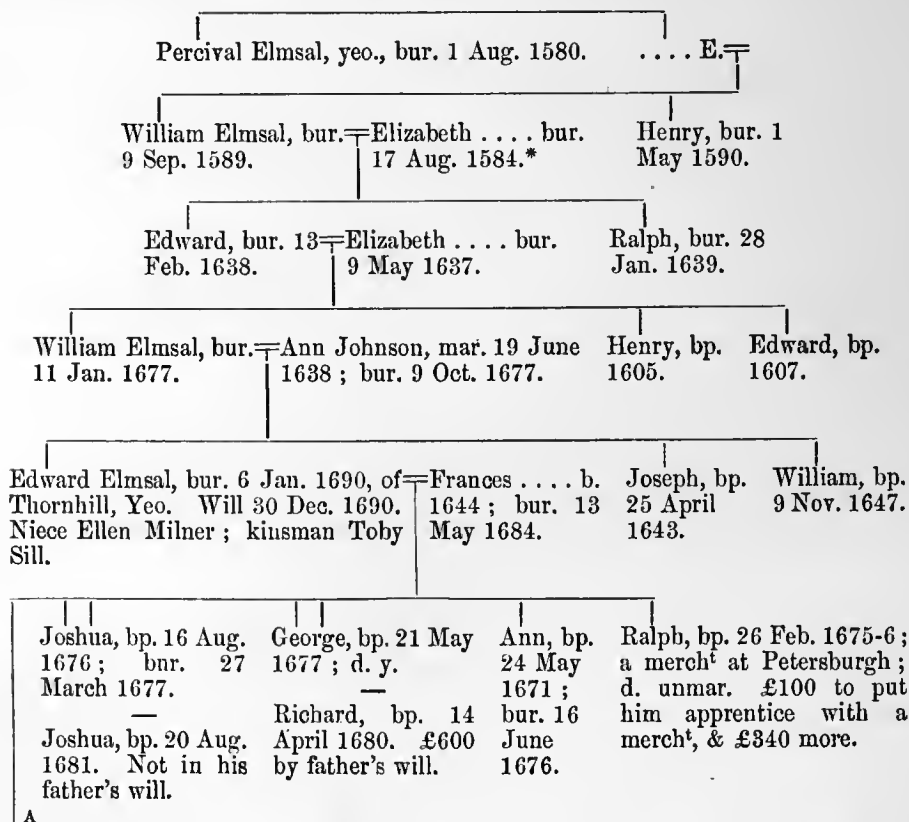 Percival Elmsal, yeo., bur. 1 Aug. 1580. .... E.
William Elmsal, bur.
9 Sep. 1589.
Elizabeth .... bur.
17 Aug. 1584.*
Henry, bur. 1
May 1590.
Edward, bur. 13
Feb. 1638.
Elizabeth .... bur.
9 May 1637.
Ralph, bur. 28
Jan. 1639.
William Elmsal, bur.
11 Jan. 1677.
Ann Johnson, mar. 19 June
1638 ; bur. 9 Oct. 1677.
Henry, bp.
1605.
Edward, bp.
1607.
Edward Elmsal, bur. 6 Jan. 1690, of
Thornhill, Yeo. Will 30 Dec. 1690.
Niece Ellen Milner ; kinsman Toby
Sill.
Frances .... b.
1644 ; bur. 13
May 1684.
Joseph, bp.
25 April
1643.
William, bp.
9 Nov. 1647.
Joshua, bp. 16 Aug.
1676 ; bur. 27
March 1677.
—
Joshua, bp. 20 Aug.
1681. Not in his
father's will.
George, bp. 21 May
1677 ; d. y.
—
Richard, bp. 14
April 1680. £600
by father's will.
Ann, bp.
24 May
1671 ;
bur. 16
June
1676.
Ralph, bp. 26 Feb. 1675-6 ;
a mercht at Petersburgh ;
d. unmar. £100 to put
him apprentice with a
mercht, & £340 more.
A